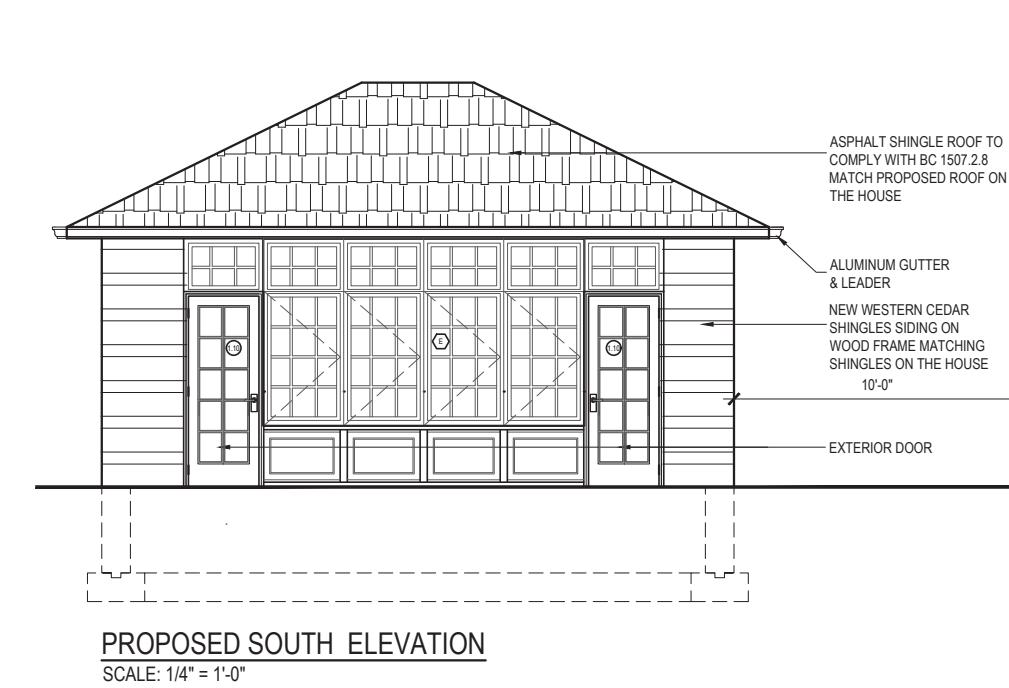 ASPHALT SHINGLE ROOF TO
COMPLY WITH BC 1507.2.8
MATCH PROPOSED ROOF ON
THE HOUSE
ALUMINUM GUTTER
& LEADER
NEW WESTERN CEDAR
SHINGLES SIDING ON
WOOD FRAME MATCHING
SHINGLES ON THE HOUSE
10'-0"
1.10
E
1.10
EXTERIOR DOOR
PROPOSED SOUTH ELEVATION
SCALE: 1/4" = 1'-0"